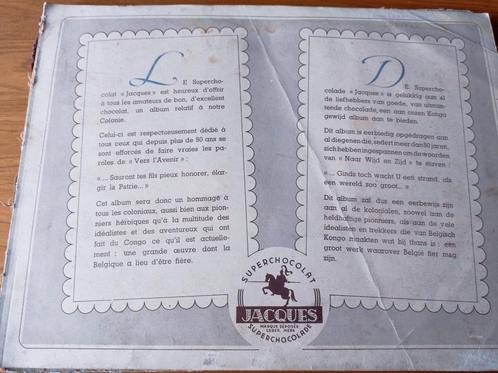 LE Supercho-
colat « Jacques » est heureux d'offrir
à tous les amateurs de bon, d'excellent
chocolat, un album relatif à notre
Colonie.
Celui-ci est respectueusement dédié à
tous ceux qui depuis plus de 50 ans se
sont efforcés de faire vraies les pa-
roles de « Vers l'Avenir » :
« ... Sauront tes fils pieux honorer, élar-
gir la Patrie... »
Cet album sera donc un hommage à
tous les coloniaux, aussi bien aux pion-
niers héroïques qu'à la multitude des
idéalistes et des aventureux qui ont
fait du Congo ce qu'il est actuelle-
ment : une grande œuvre dont la
Belgique a lieu d'être fière.
DE Supercho-
colade « Jacques » is gelukkig aan al
de liefhebbers van goede, van uitmun-
tende chocolade, een aan onzen Kongo
gewijd album aan te bieden.
Dit album is eerbiedig opgedragen aan
al diegenen die, sedert meer dan 50 jaren,
zich hebben ingespannen om de woorden
van « Naar Wijd en Zijd » te staven :
« ... Ginds toch wacht U een strand, als
een wereld zoo groot... »
Dit album zal dus een eerbewijs zijn
aan al de kolonialen, zoowel aan de
heldhaftige pionniers, als aan de vele
idealisten en trekkers die van Belgisch
Kongo maakten wat hij thans is : een
groot werk waarover België fier mag
zijn.
SUPERCHOCOLAT
JACQUES
MARQUE DÉPOSÉE
GEDEP. MERK
SUPERCHOCOLADE